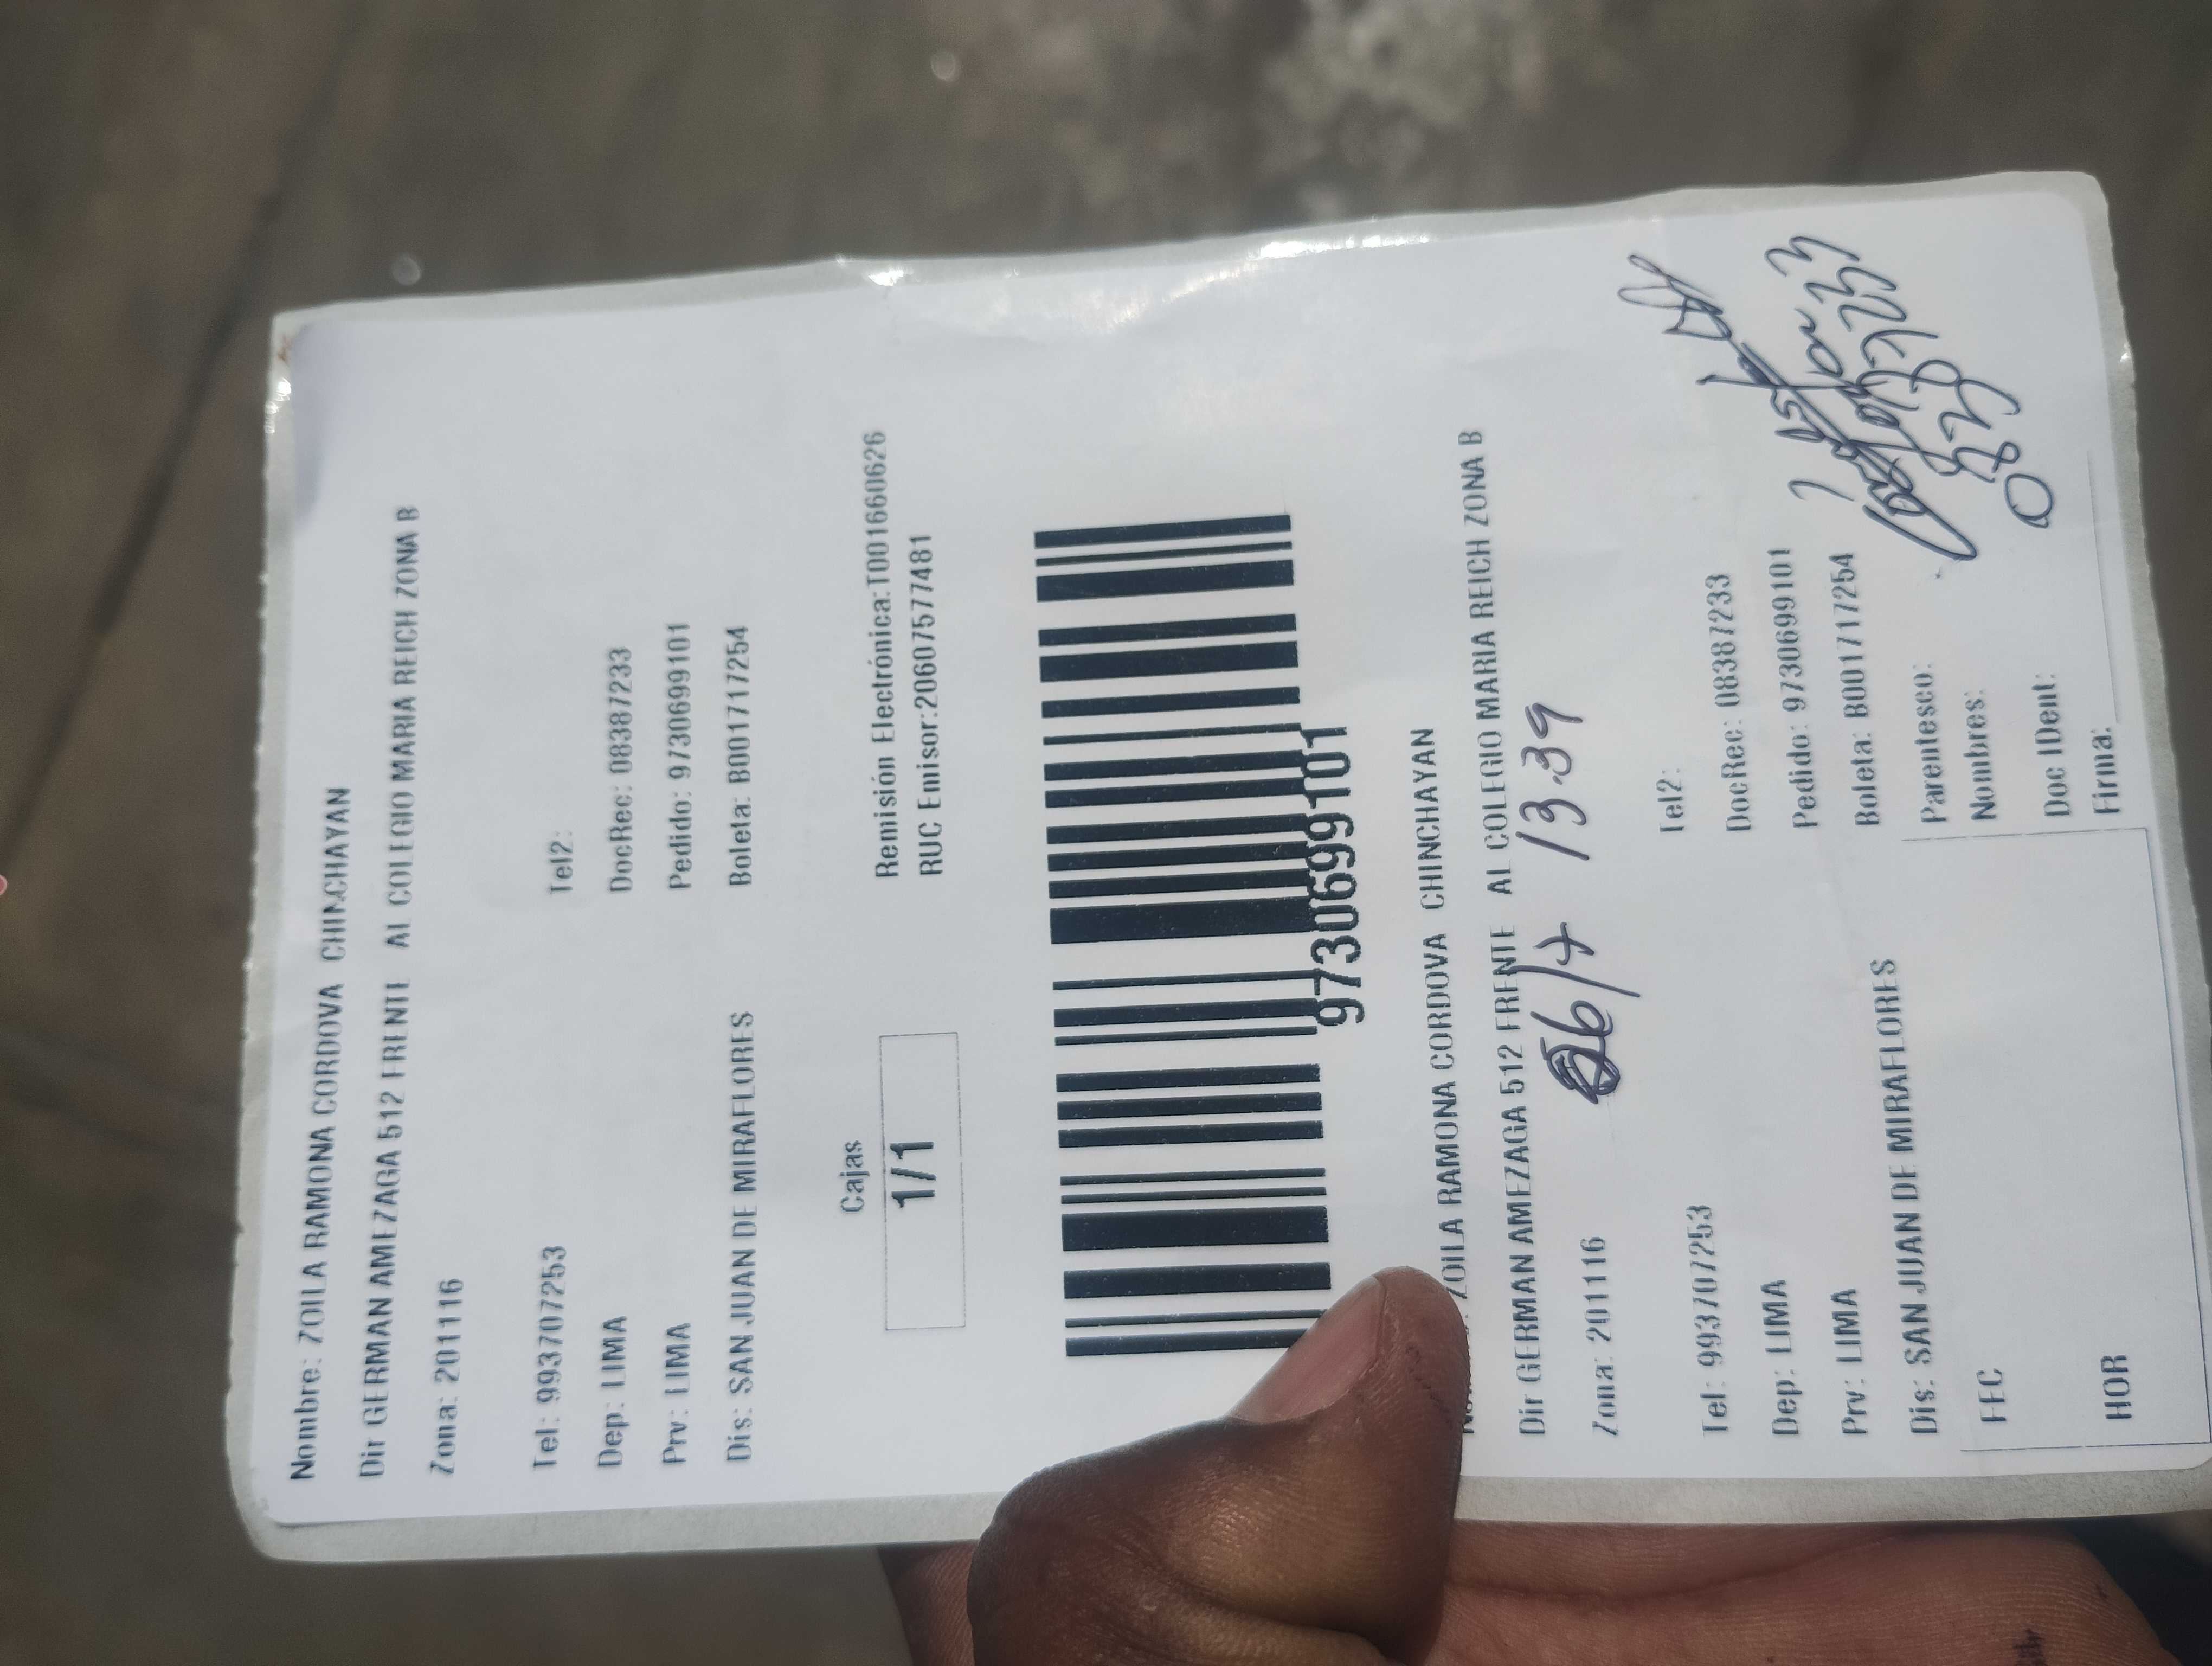 Nombre: ZOILA RAMONA CORDOVA CHINCHAYAN
Dir GERMAN AMEZAGA 512 FRENTE AL COLEGIO MARIA REICH ZONA B
Zona: 201116
Tel: 993707253 Tel2:
Dep: LIMA DocRec: 08387233
Prv: LIMA Pedido: 9730699101
Dis: SAN JUAN DE MIRAFLORES Boleta: B001717254
Cajas
1/1
Remisión Electrónica:T001660626
RUC Emisor:20607577481
9730699101
ZOILA RAMONA CORDOVA CHINCHAYAN
Dir GERMAN AMEZAGA 512 FRENTE AL COLEGIO MARIA REICH ZONA B
Zona: 201116
13.39
Tel: 993707253 Tel2:
Dep: LIMA DocRec: 08387233
Prv: LIMA Pedido: 9730699101
Dis: SAN JUAN DE MIRAFLORES Boleta: B001717254
FEC
HOR
Parentesco:
Nombres:
Doc IDent:
Firma: